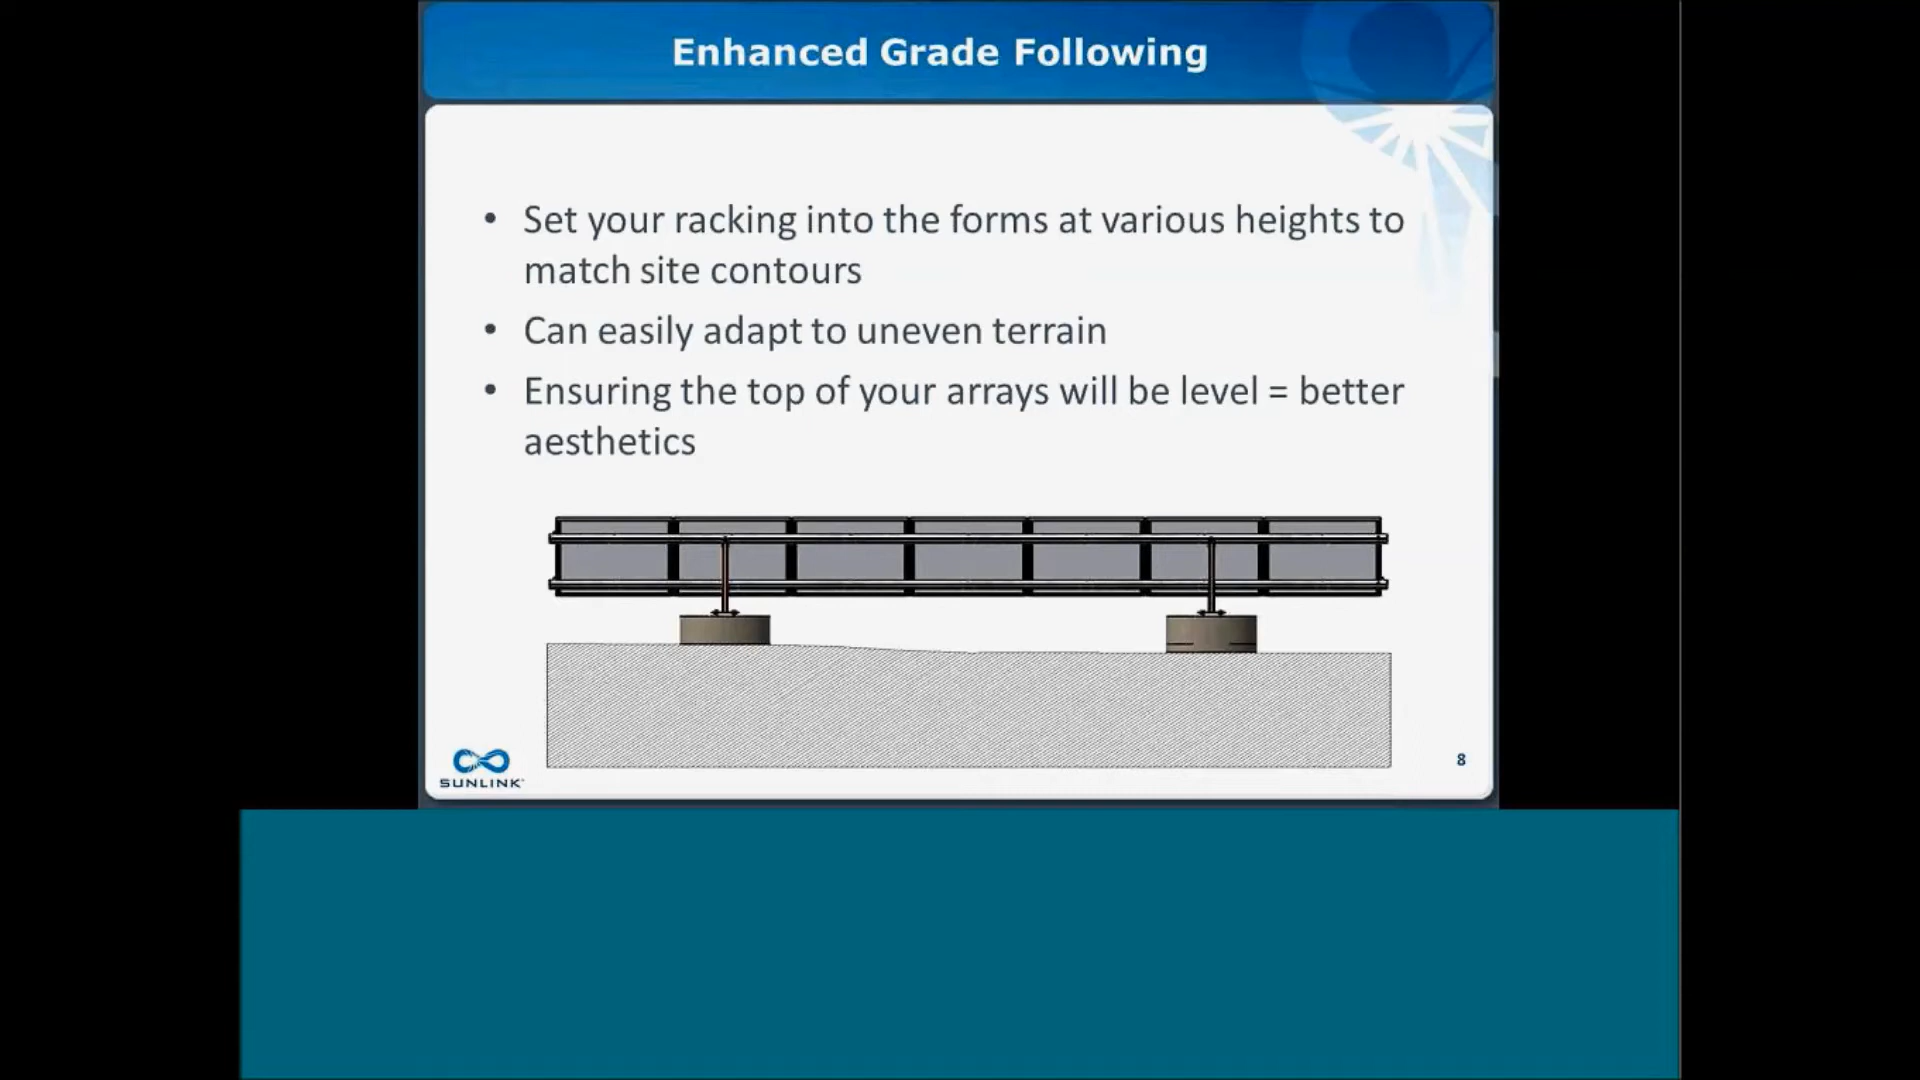 Enhanced Grade Following
• Set your racking into the forms at various heights to
match site contours
• Can easily adapt to uneven terrain
• Ensuring the top of your arrays will be level = better
aesthetics
SUNLINK
8